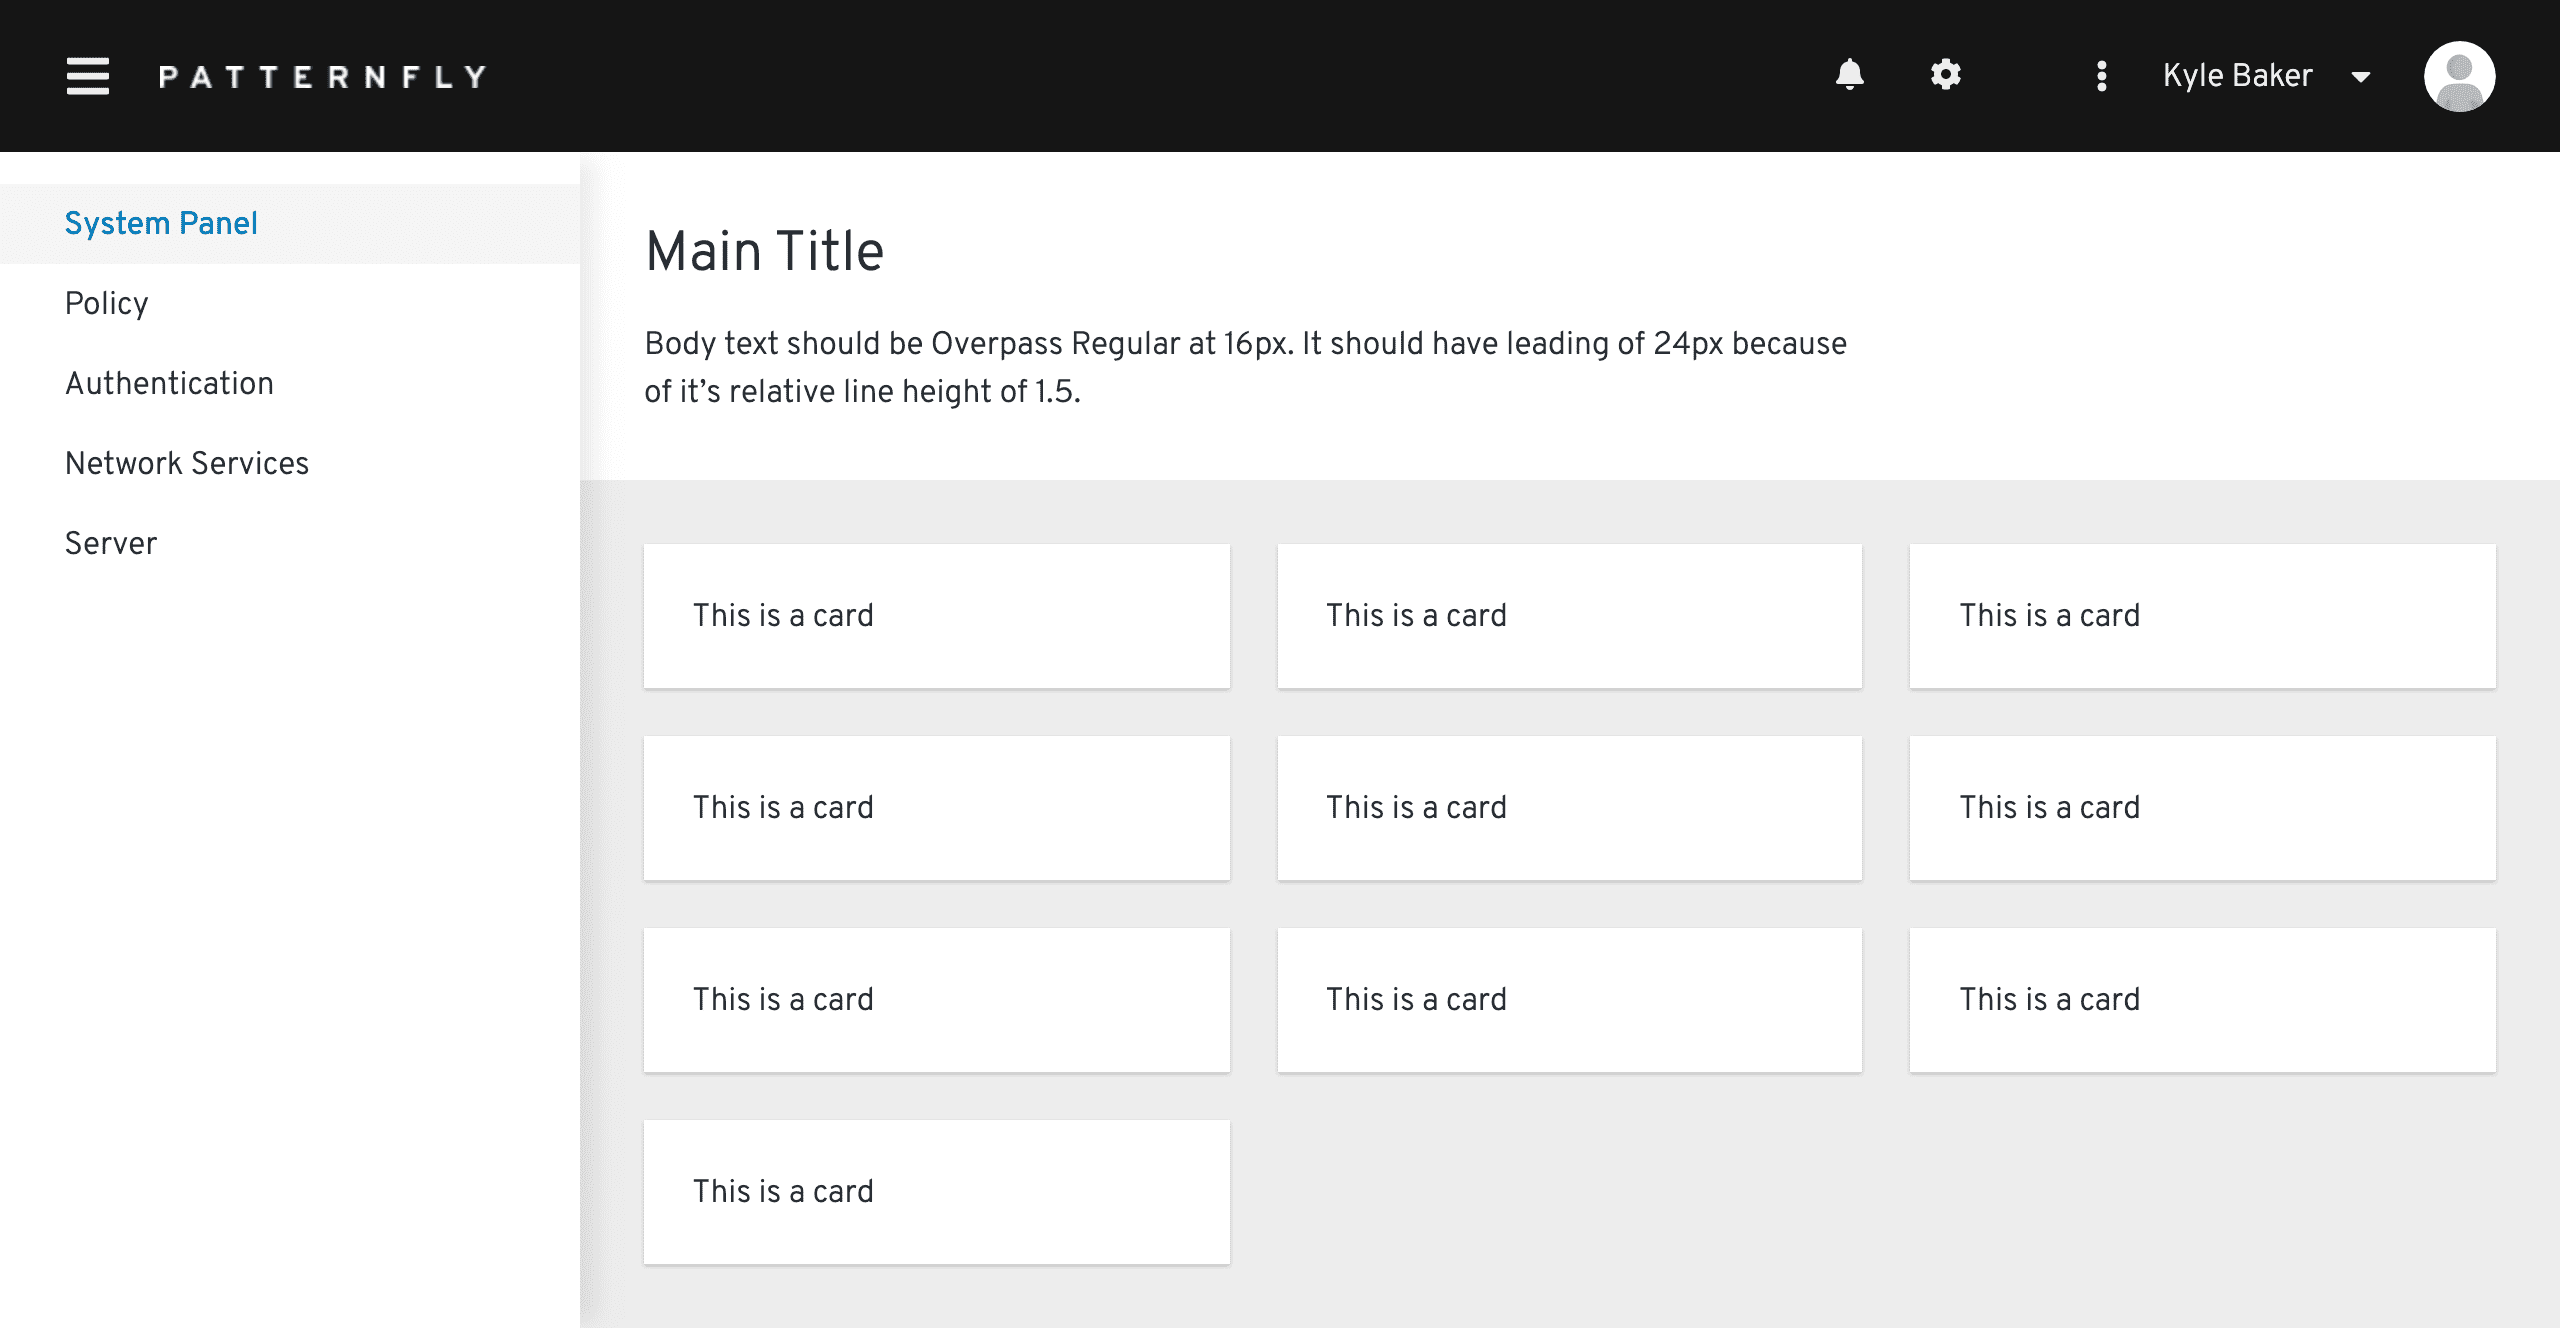 PATTERNFLY
Kyle Baker
System Panel
Policy
Authentication
Network Services
Server
Main Title
Body text should be Overpass Regular at 16px. It should have leading of 24px because
of it’s relative line height of 1.5.
This is a card
This is a card
This is a card
This is a card
This is a card
This is a card
This is a card
This is a card
This is a card
This is a card